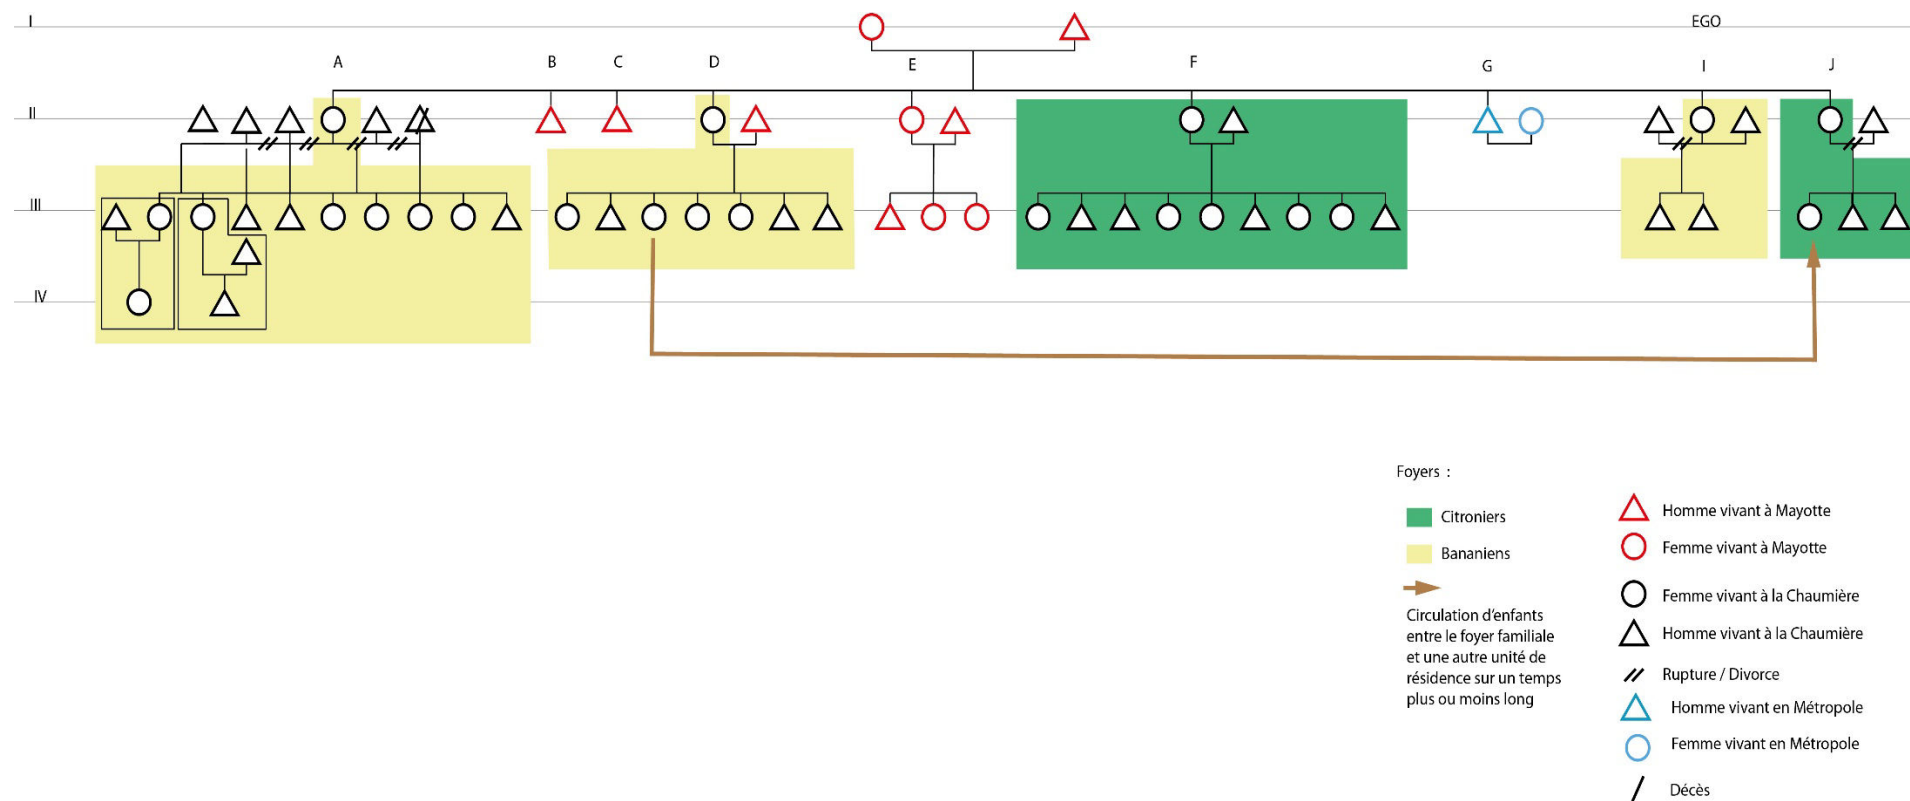 I
EGO
A
B
C
D
E
F
G
I
J
II
III
IV
Foyers :
Citroniers
Bananiens
Circulation d'enfants
entre le foyer familiale
et une autre unité de
résidence sur un temps
plus ou moins long
Homme vivant à Mayotte
Femme vivant à Mayotte
Femme vivant à la Chaumière
Homme vivant à la Chaumière
Rupture / Divorce
Homme vivant en Métropole
Femme vivant en Métropole
Décès